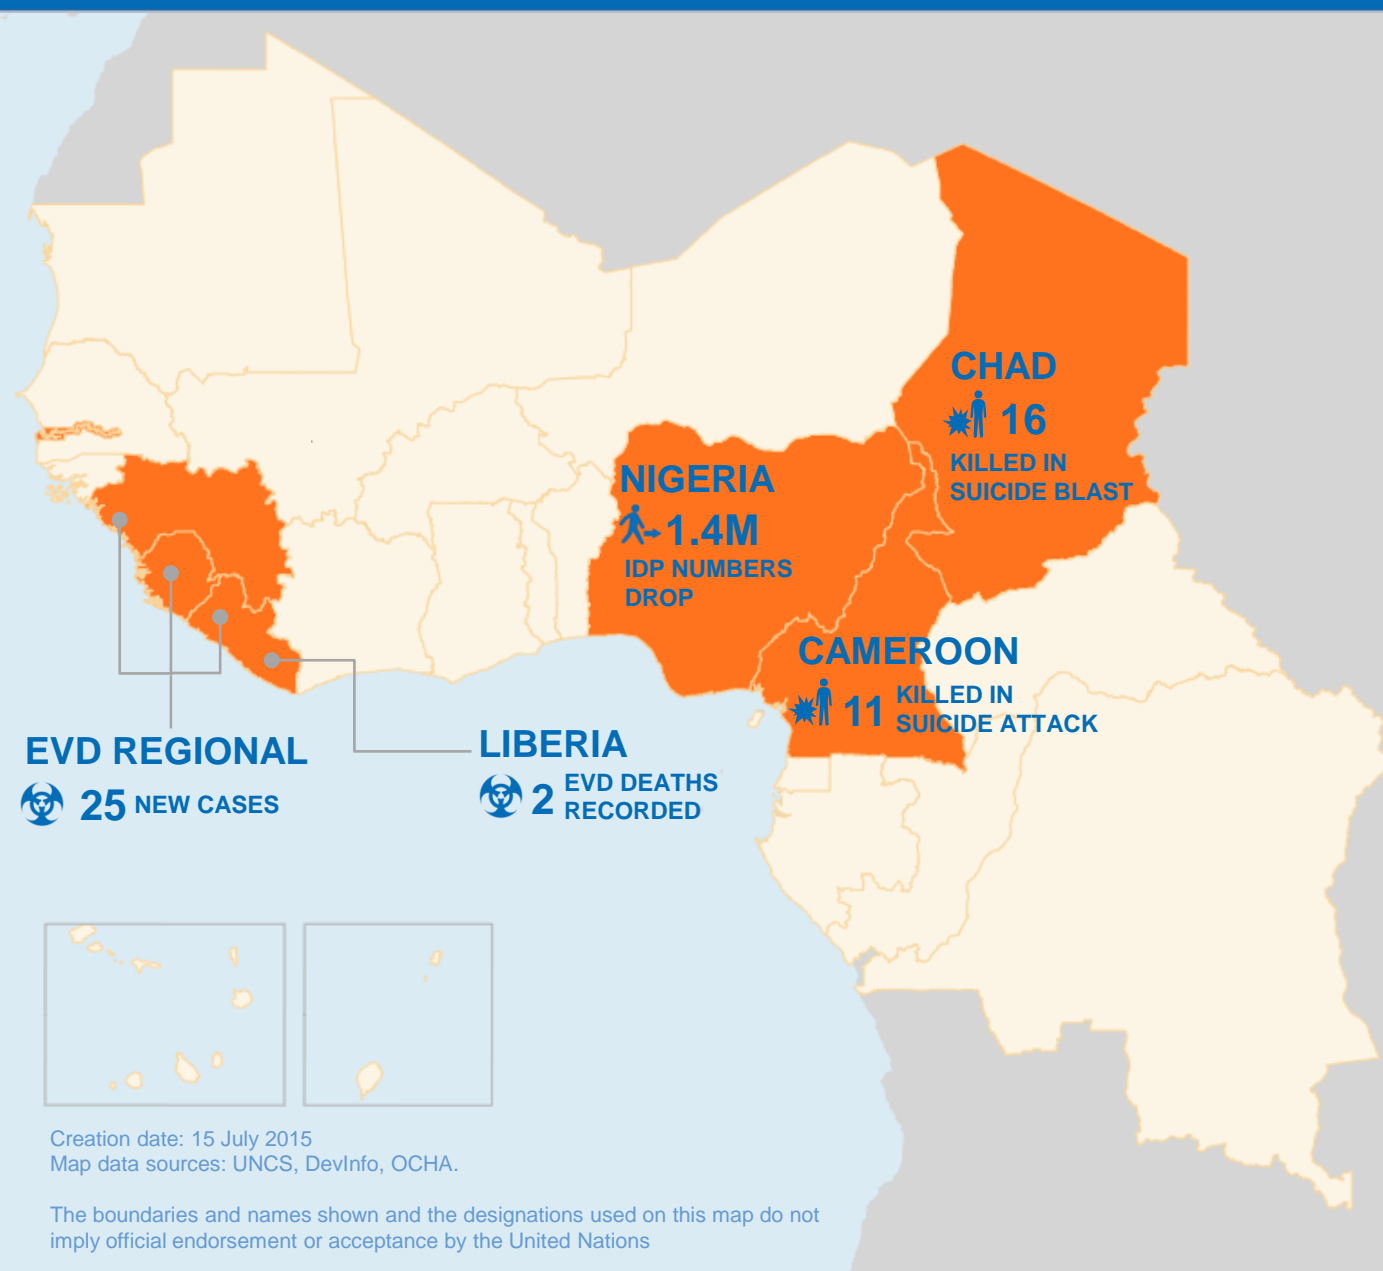 CHAD
16
KILLED IN
SUICIDE BLAST
NIGERIA
1.4M
IDP NUMBERS
DROP
CAMEROON
11 KILLED IN
SUICIDE ATTACK
EVD REGIONAL
25 NEW CASES
LIBERIA
2 EVD DEATHS
RECORDED
Creation date: 15 July 2015
Map data sources: UNCS, DevInfo, OCHA.
The boundaries and names shown and the designations used on this map do not
imply official endorsement or acceptance by the United Nations